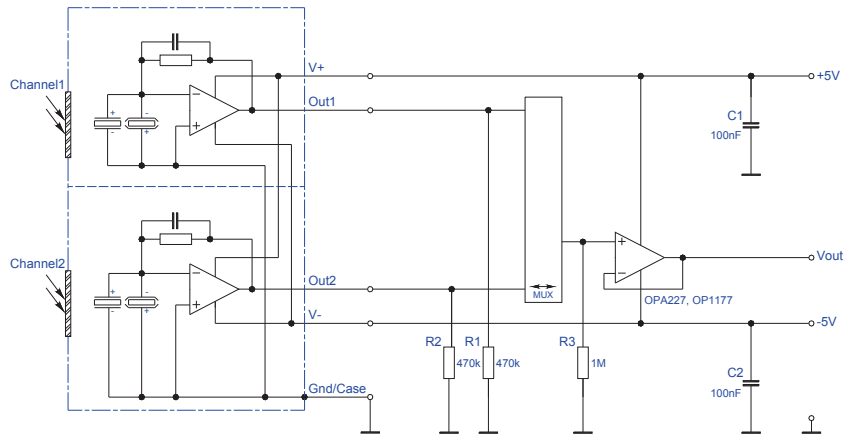 V+
+5V
Channel1
Out1
C1
100nF
+
-
-
+
−
+
Channel2
Out2
MUX
+
−
Vout
OPA227, OP1177
+
-
-
+
−
+
V-
-5V
R2
470k
R1
470k
R3
1M
C2
100nF
Gnd/Case